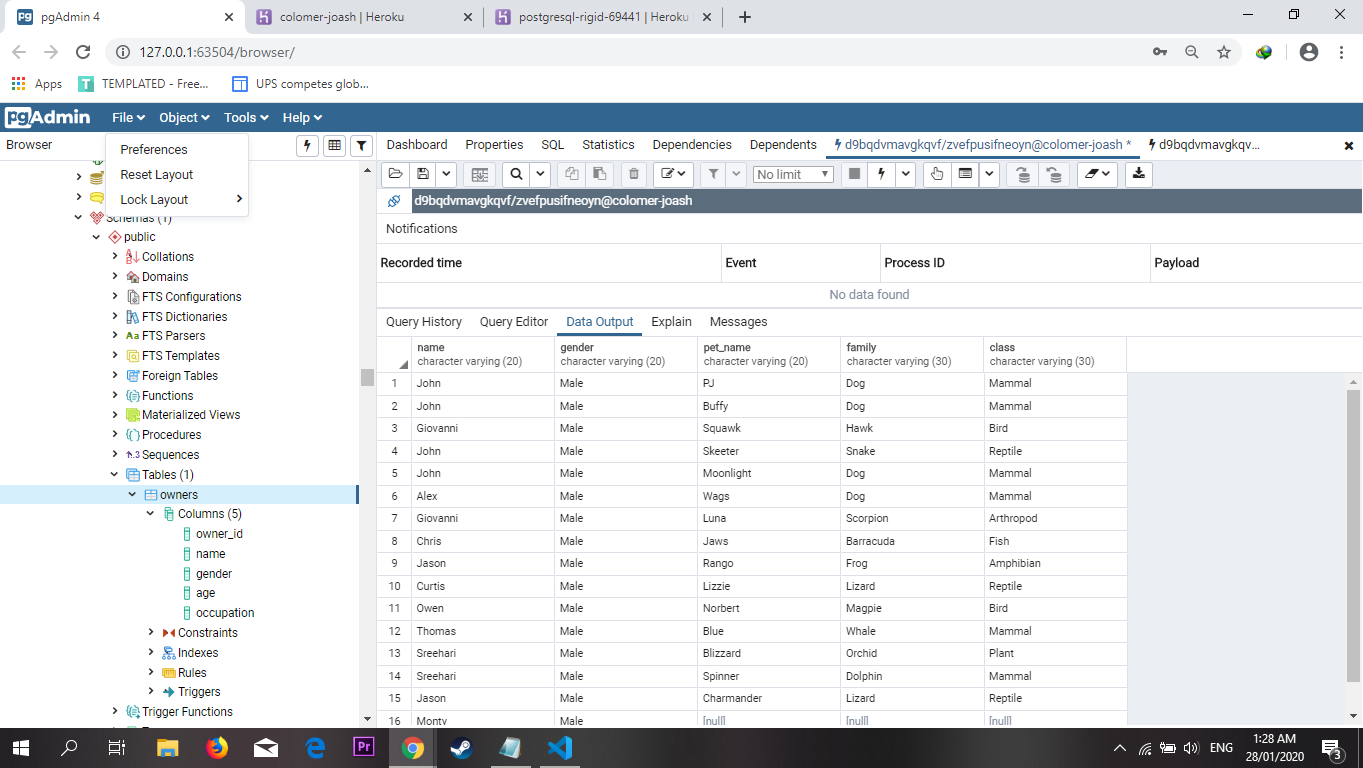 pgAdmin 4
colomer-joash | Heroku
postgresql-rigid-69441 | Heroku
127.0.0.1:63504/browser/
Apps
TEMPLATED - Free...
UPS competes glob...
pgAdmin
File Object Tools Help
Preferences
Reset Layout
Lock Layout
Browser
Schemas (1)
public
Collations
Domains
FTS Configurations
FTS Dictionaries
Aa FTS Parsers
FTS Templates
Foreign Tables
Functions
Materialized Views
Procedures
1..3 Sequences
Tables (1)
owners
Columns (5)
owner_id
name
gender
age
occupation
Constraints
Indexes
Rules
Triggers
Trigger Functions
Dashboard Properties SQL Statistics Dependencies Dependents d9bqdvmavgkqvf/zvefpusifneoyn@colomer-joash * d9bqdvmavgkqv...
No limit
d9bqdvmavgkqvf/zvefpusifneoyn@colomer-joash
Notifications
Recorded time Event Process ID Payload
No data found
Query History Query Editor Data Output Explain Messages
name gender pet_name family class
character varying (20) character varying (20) character varying (20) character varying (30) character varying (30)
1 John Male PJ Dog Mammal
2 John Male Buffy Dog Mammal
3 Giovanni Male Squawk Hawk Bird
4 John Male Skeeter Snake Reptile
5 John Male Moonlight Dog Mammal
6 Alex Male Wags Dog Mammal
7 Giovanni Male Luna Scorpion Arthropod
8 Chris Male Jaws Barracuda Fish
9 Jason Male Rango Frog Amphibian
10 Curtis Male Lizzie Lizard Reptile
11 Owen Male Norbert Magpie Bird
12 Thomas Male Blue Whale Mammal
13 Sreehari Male Blizzard Orchid Plant
14 Sreehari Male Spinner Dolphin Mammal
15 Jason Male Charmander Lizard Reptile
16 Monty Male [null] [null] [null]
Pr
ENG
1:28 AM
28/01/2020
3